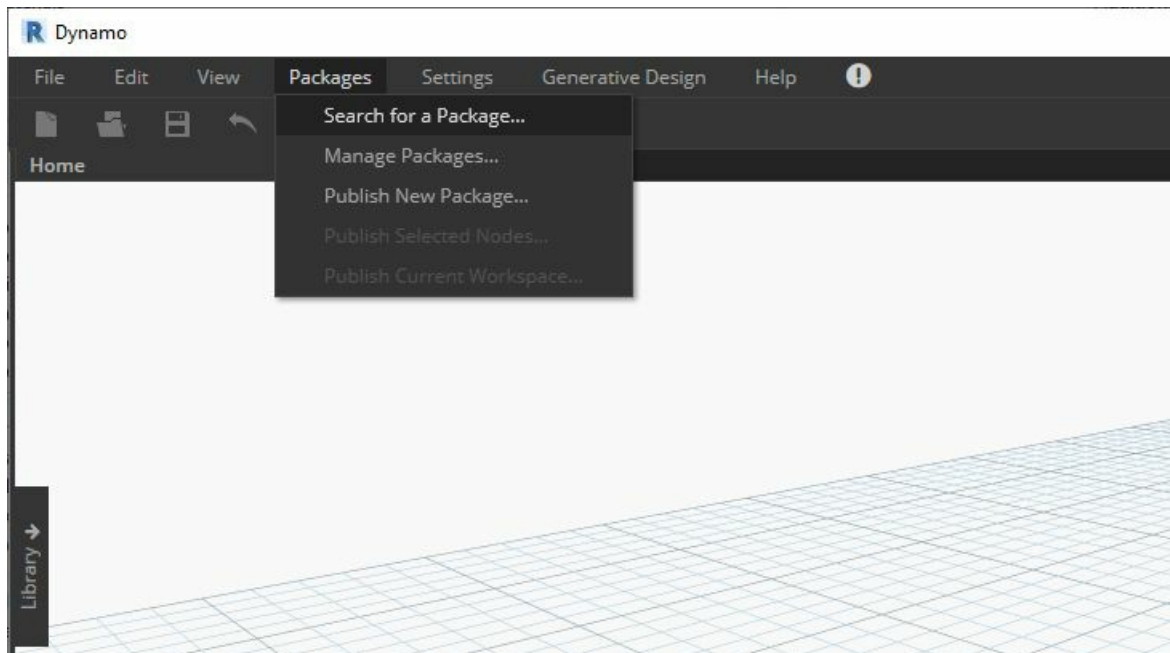 R Dynamo
File Edit View Packages Settings Generative Design Help
Search for a Package...
Manage Packages...
Publish New Package...
Publish Selected Nodes...
Publish Current Workspace...
Home
Library